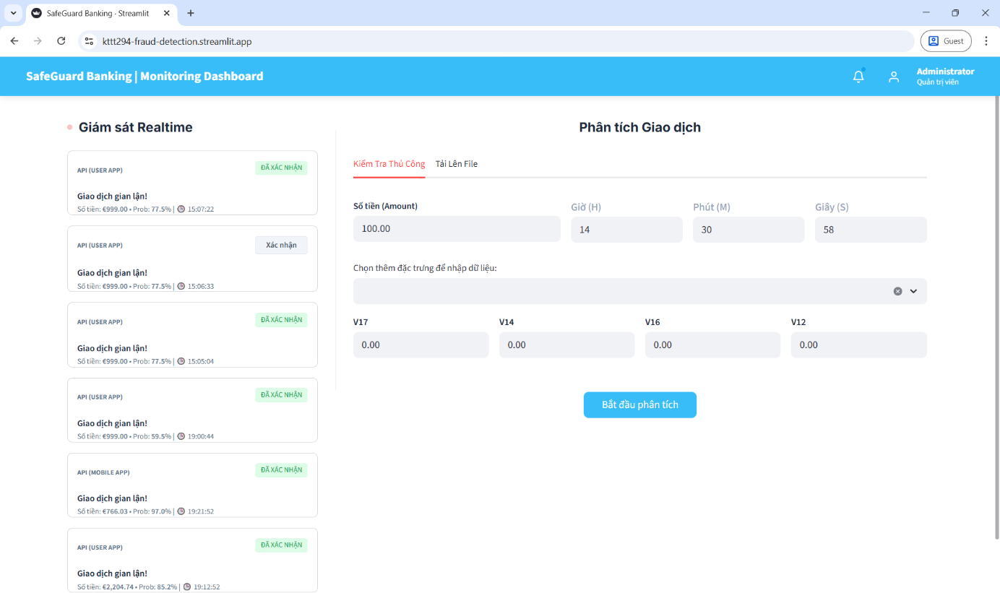 SafeGuard Banking · Streamlit
kttt294-fraud-detection.streamlit.app
Guest
SafeGuard Banking | Monitoring Dashboard
Administrator
Quản trị viên
Giám sát Realtime
API (USER APP)
ĐÃ XÁC NHẬN
Giao dịch gian lận!
Số tiền: €999.00 • Prob: 77.5% | 15:07:22
API (USER APP)
Xác nhận
Giao dịch gian lận!
Số tiền: €999.00 • Prob: 77.5% | 15:06:33
API (USER APP)
ĐÃ XÁC NHẬN
Giao dịch gian lận!
Số tiền: €999.00 • Prob: 77.5% | 15:05:04
API (USER APP)
ĐÃ XÁC NHẬN
Giao dịch gian lận!
Số tiền: €999.00 • Prob: 59.5% | 19:00:44
API (MOBILE APP)
ĐÃ XÁC NHẬN
Giao dịch gian lận!
Số tiền: €766.03 • Prob: 97.0% | 19:21:52
API (USER APP)
ĐÃ XÁC NHẬN
Giao dịch gian lận!
Số tiền: €2,204.74 • Prob: 85.2% | 19:12:52
Phân tích Giao dịch
Kiểm Tra Thủ Công Tải Lên File
Số tiền (Amount) Giờ (H) Phút (M) Giây (S)
100.00 14 30 58
Chọn thêm đặc trưng để nhập dữ liệu:
V17 V14 V16 V12
0.00 0.00 0.00 0.00
Bắt đầu phân tích